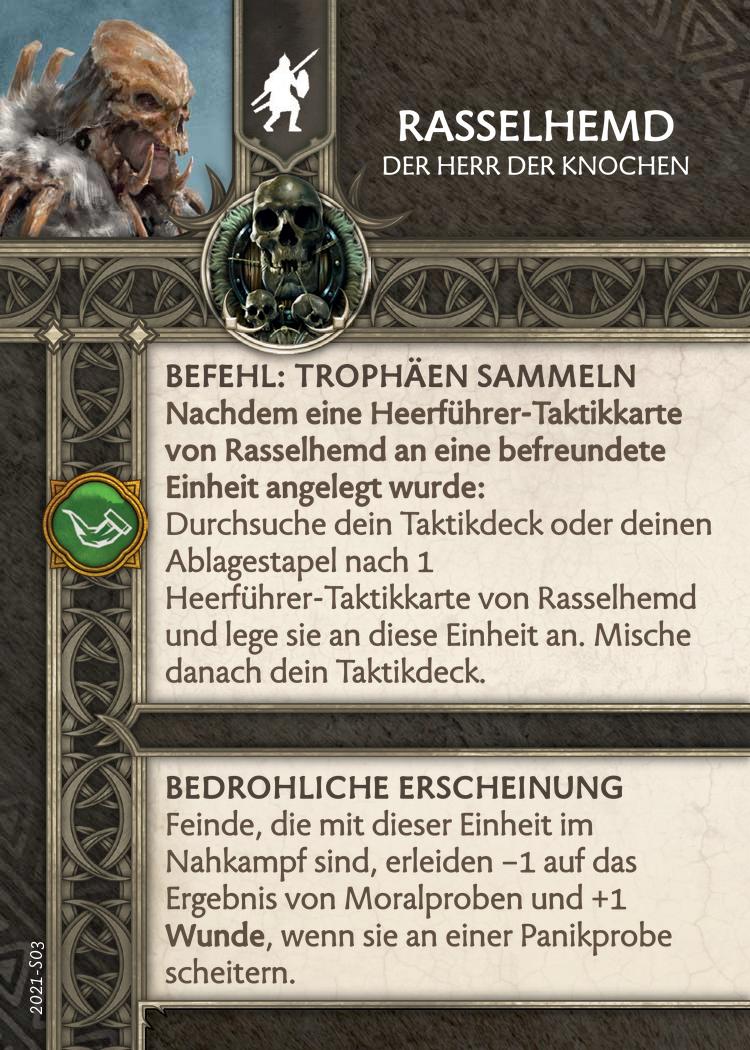 RASSELHEMD
DER HERR DER KNOCHEN
BEFEHL: TROPHÄEN SAMMELN
Nachdem eine Heerführer-Taktikkarte
von Rasselhemd an eine befreundete
Einheit angelegt wurde:
Durchsuche dein Taktikdeck oder deinen
Ablagestapel nach 1
Heerführer-Taktikkarte von Rasselhemd
und lege sie an diese Einheit an. Mische
danach dein Taktikdeck.
BEDROHLICHE ERSCHEINUNG
Feinde, die mit dieser Einheit im
Nahkampf sind, erleiden −1 auf das
Ergebnis von Moralproben und +1
Wunde, wenn sie an einer Panikprobe
scheitern.
2021-S03